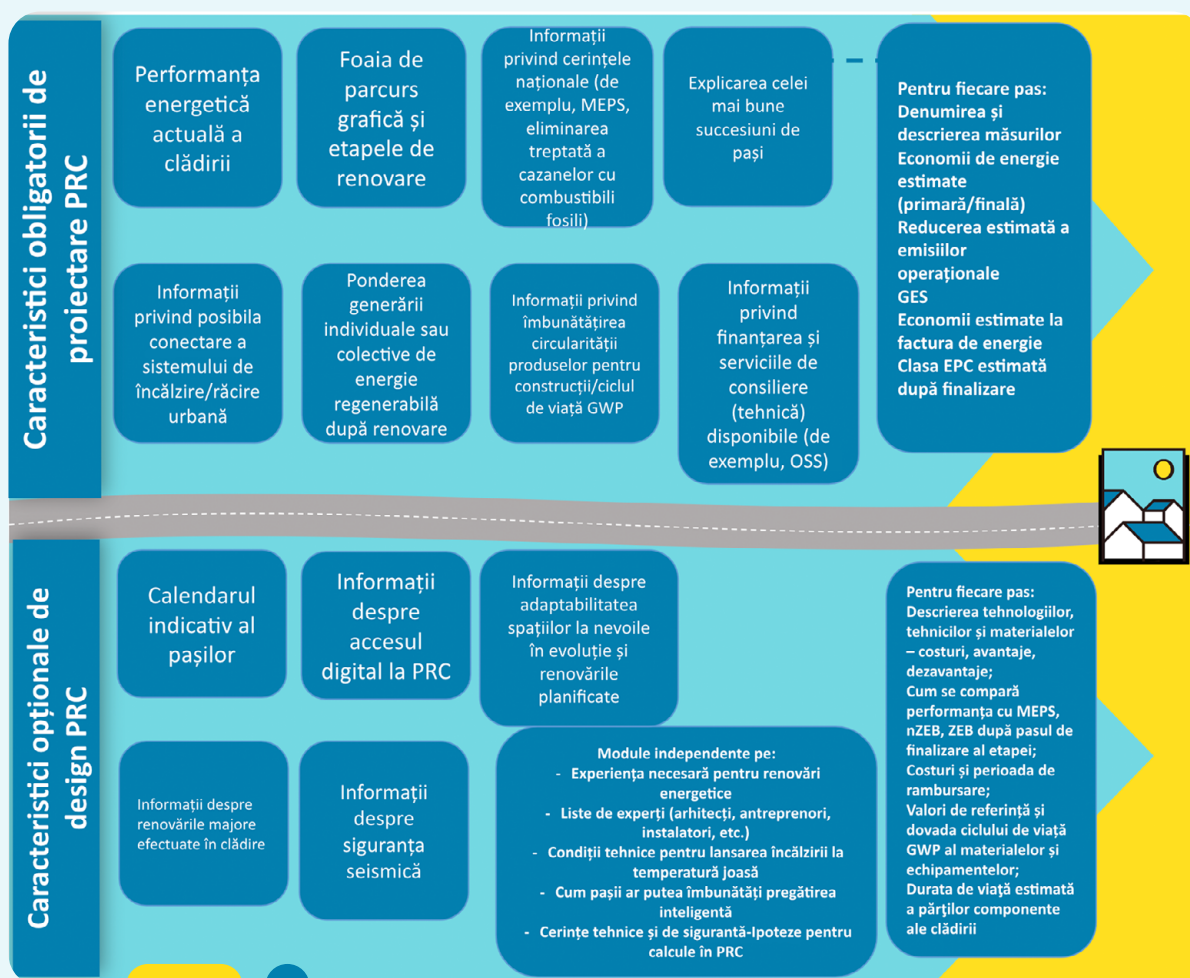 Caracteristici obligatorii de
proiectare PRC
Performanța
energetică
actuală a
clădirii
Foaia de
parcurs
grafică și
etapele de
renovare
Informații
privind cerințele
naționale (de
exemplu, MEPS,
eliminarea
treptată a
cazanelor cu
combustibili
fosili)
Explicarea celei
mai bune
succesiuni de
pași
Pentru fiecare pas:
Denumirea și
descrierea măsurilor
Economii de energie
estimate
(primară/finală)
Reducerea estimată a
emisiilor
operaționale
GES
Economii estimate la
factura de energie
Clasa EPC estimată
după finalizare
Informații
privind posibila
conectare a
sistemului de
încălzire/răcire
urbană
Ponderea
generării
individuale sau
colective de
energie
regenerabilă
după renovare
Informații privind
îmbunătățirea
circularității
produselor pentru
construcții/ciclul
de viață GWP
Informații
privind
finanțarea și
serviciile de
consiliere
(tehnică)
disponibile (de
exemplu, OSS)
Caracteristici opționale de
design PRC
Calendarul
indicativ al
pașilor
Informații
despre
accesul
digital la PRC
Informații despre
adaptabilitatea
spațiilor la nevoile
în evoluție și
renovările
planificate
Pentru fiecare pas:
Descrierea tehnologiilor,
tehnicilor și materialelor
– costuri, avantaje,
dezavantaje;
Cum se compară
performanța cu MEPS,
nZEB, ZEB după pasul de
finalizare al etapei;
Costuri și perioada de
rambursare;
Valori de referință și
dovada ciclului de viață
GWP al materialelor și
echipamentelor;
Durata de viață estimată
a părţilor componente
ale clădirii
Informații despre
renovările majore
efectuate în clădire
Informații
despre
siguranța
seismică
Module independente pe:
- Experiența necesară pentru renovări
energetice
- Liste de experți (arhitecți, antreprenori,
instalatori, etc.)
- Condiții tehnice pentru lansarea încălzirii la
temperatură joasă
- Cum pașii ar putea îmbunătăți pregătirea
inteligentă
- Cerințe tehnice și de sigurantă-Ipoteze pentru
calcule în PRC